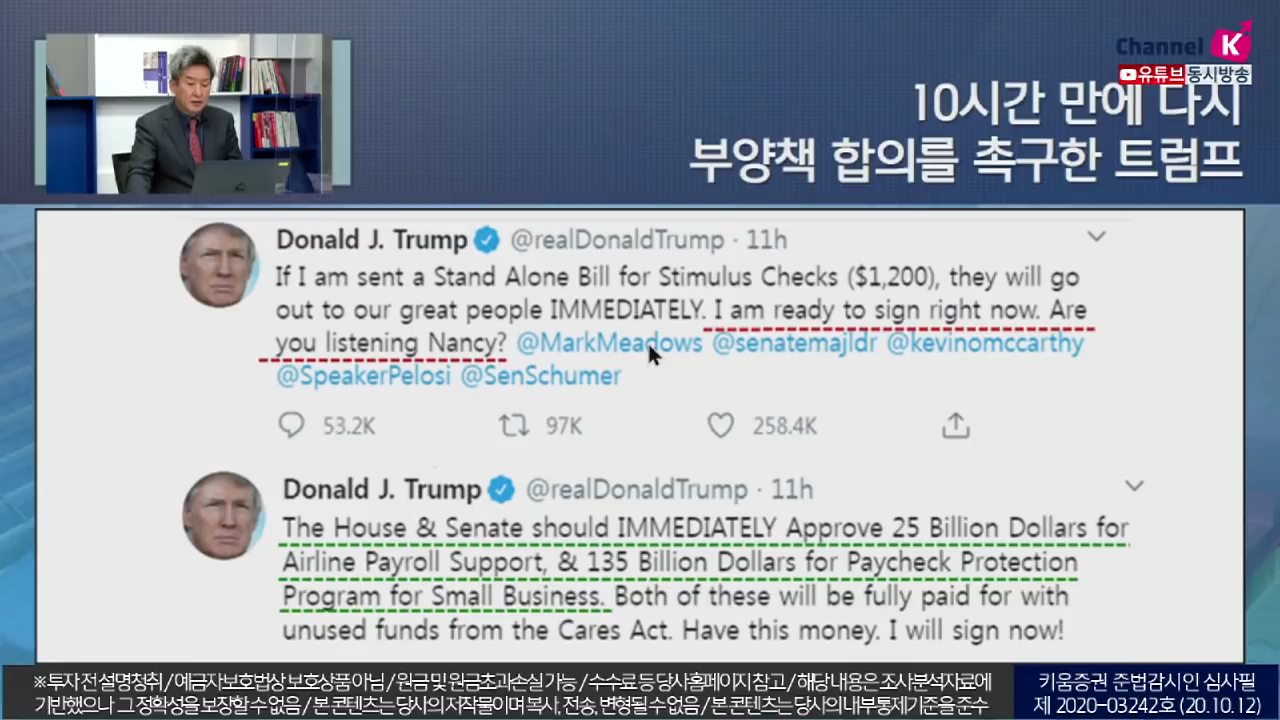 Channel K
유튜브동시방송
10시간 만에 다시
부양책 합의를 촉구한 트럼프
Donald J. Trump @realDonaldTrump · 11h
If I am sent a Stand Alone Bill for Stimulus Checks ($1,200), they will go
out to our great people IMMEDIATELY. I am ready to sign right now. Are
you listening Nancy? @MarkMeadows @senatemajldr @kevinomccarthy
@SpeakerPelosi @SenSchumer
53.2K 97K 258.4K
Donald J. Trump @realDonaldTrump · 11h
The House & Senate should IMMEDIATELY Approve 25 Billion Dollars for
Airline Payroll Support, & 135 Billion Dollars for Paycheck Protection
Program for Small Business. Both of these will be fully paid for with
unused funds from the Cares Act. Have this money. I will sign now!
※ 투자 전 설명청취 / 예금자보호법상 보호상품 아님 / 원금 및 원금초과손실 가능 / 수수료 등 당사 홈페이지 참고 / 해당 내용은 조사분석자료에
기반했으나 그 정확성을 보장할 수 없음 / 본 콘텐츠는 당사의 저작물이며 복사, 전송, 변형될 수 없음 / 본 콘텐츠는 당사의 내부통제기준을 준수
키움증권 준법감시인 심사필
제 2020-03242호 (20.10.12)